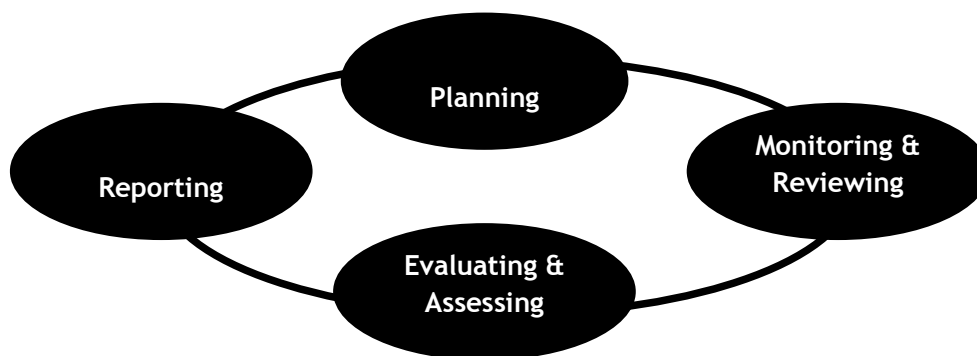 Planning
Monitoring &
Reviewing
Reporting
Evaluating &
Assessing